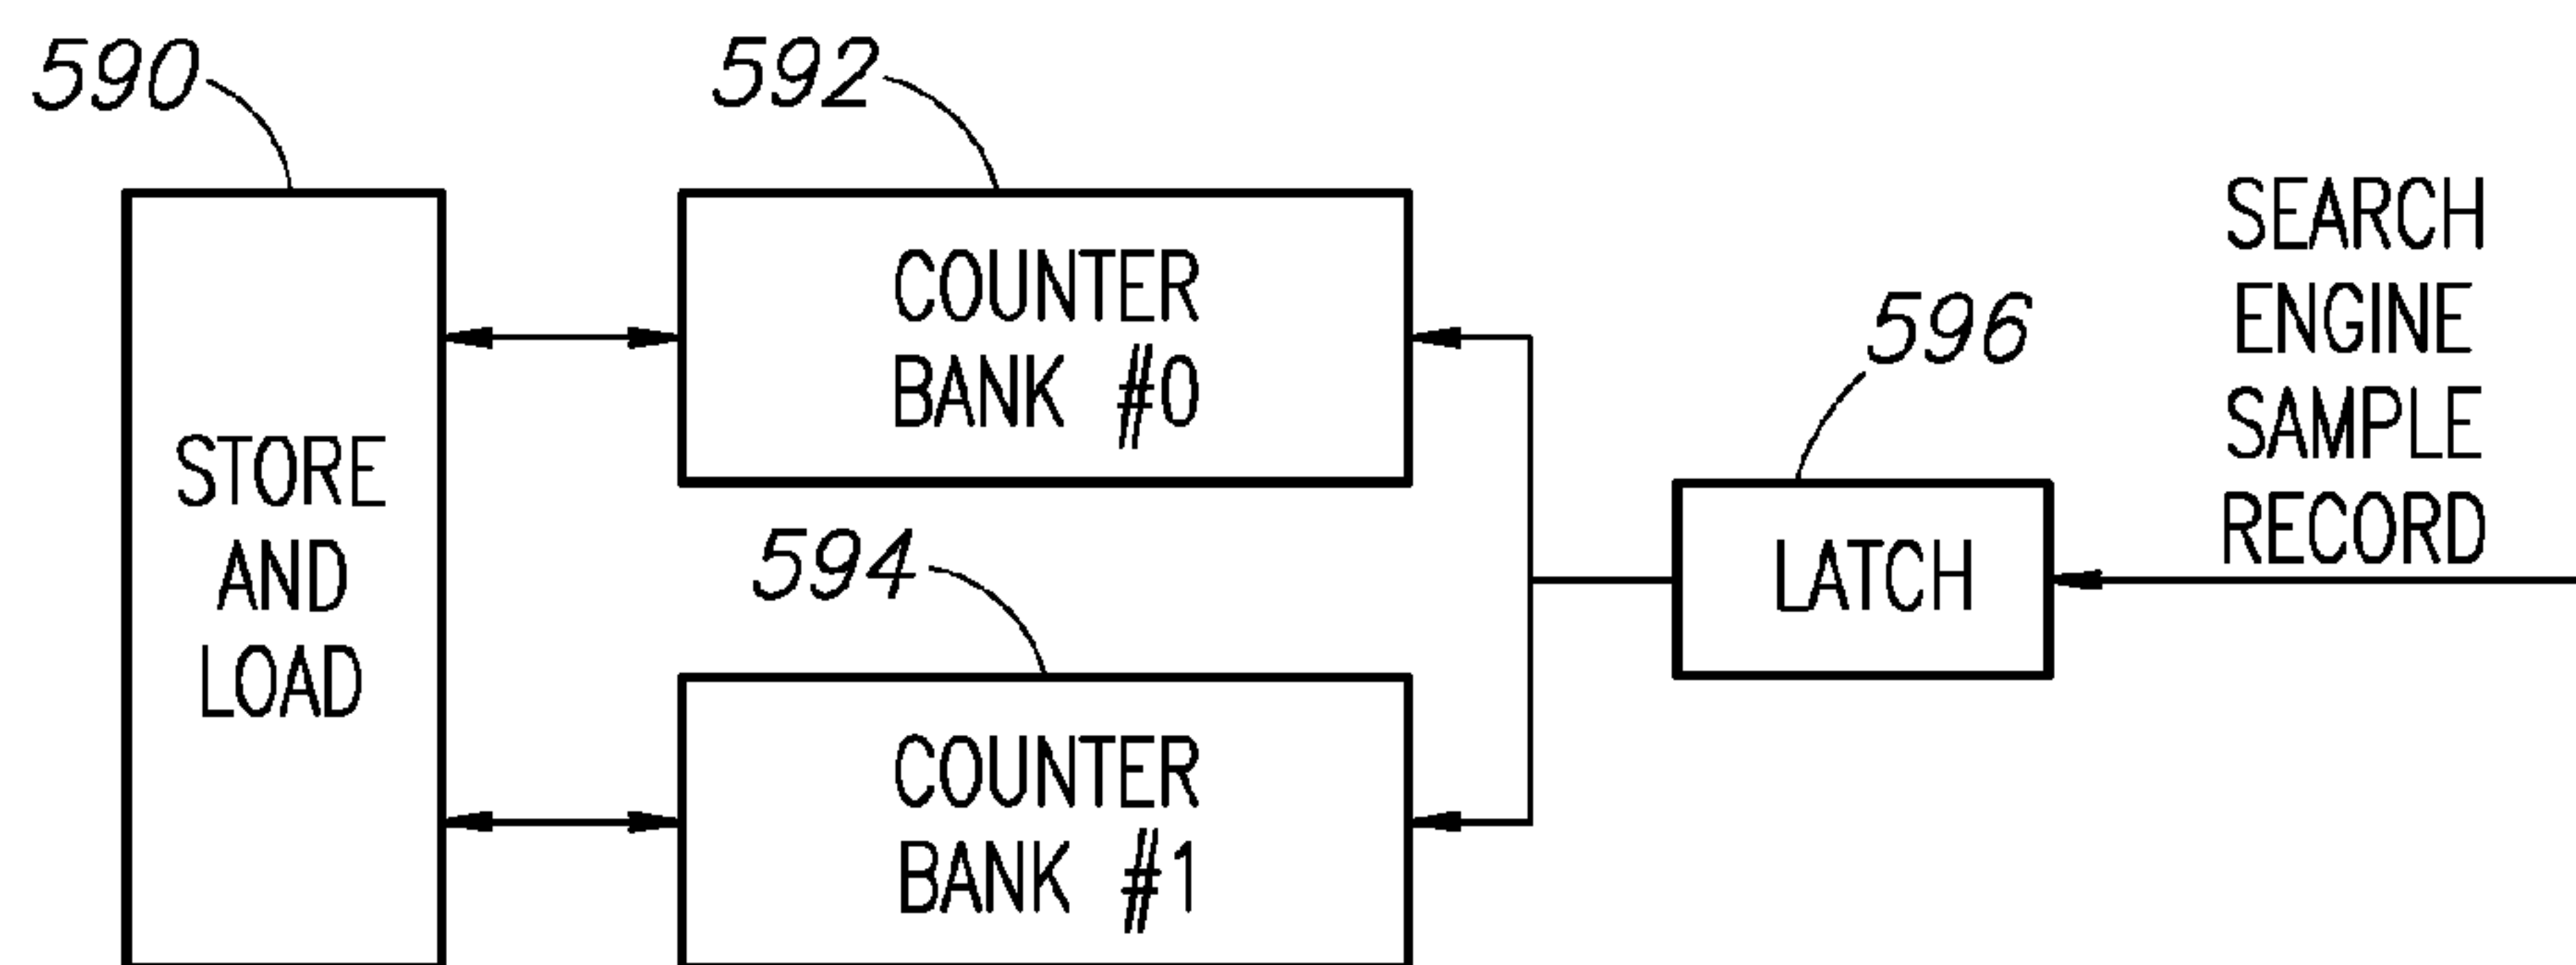 590
592
STORE
AND
LOAD
COUNTER
BANK #0
594
COUNTER
BANK #1
596
LATCH
SEARCH
ENGINE
SAMPLE
RECORD